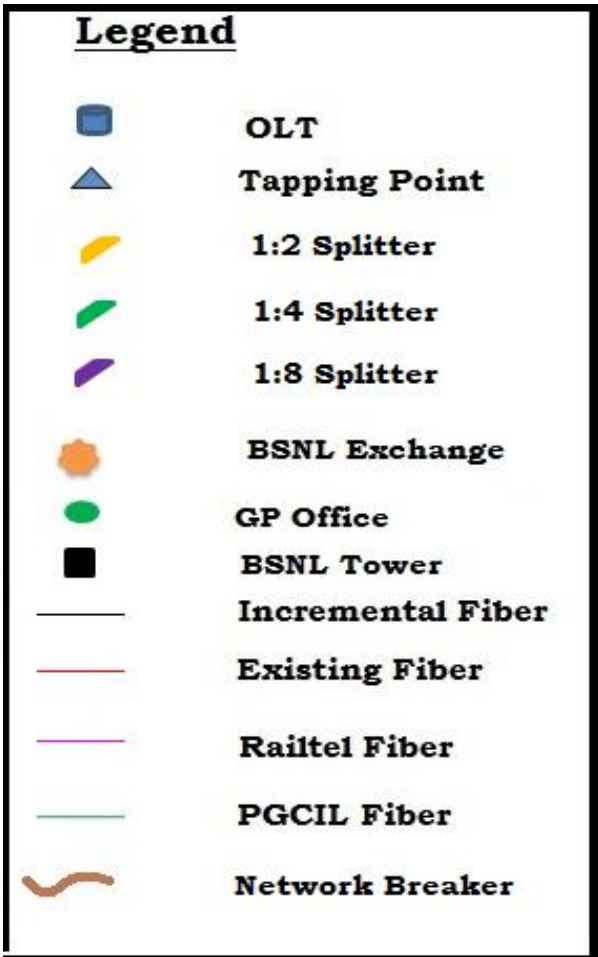 Legend
OLT
Tapping Point
1:2 Splitter
1:4 Splitter
1:8 Splitter
BSNL Exchange
GP Office
BSNL Tower
Incremental Fiber
Existing Fiber
Railtel Fiber
PGCIL Fiber
Network Breaker